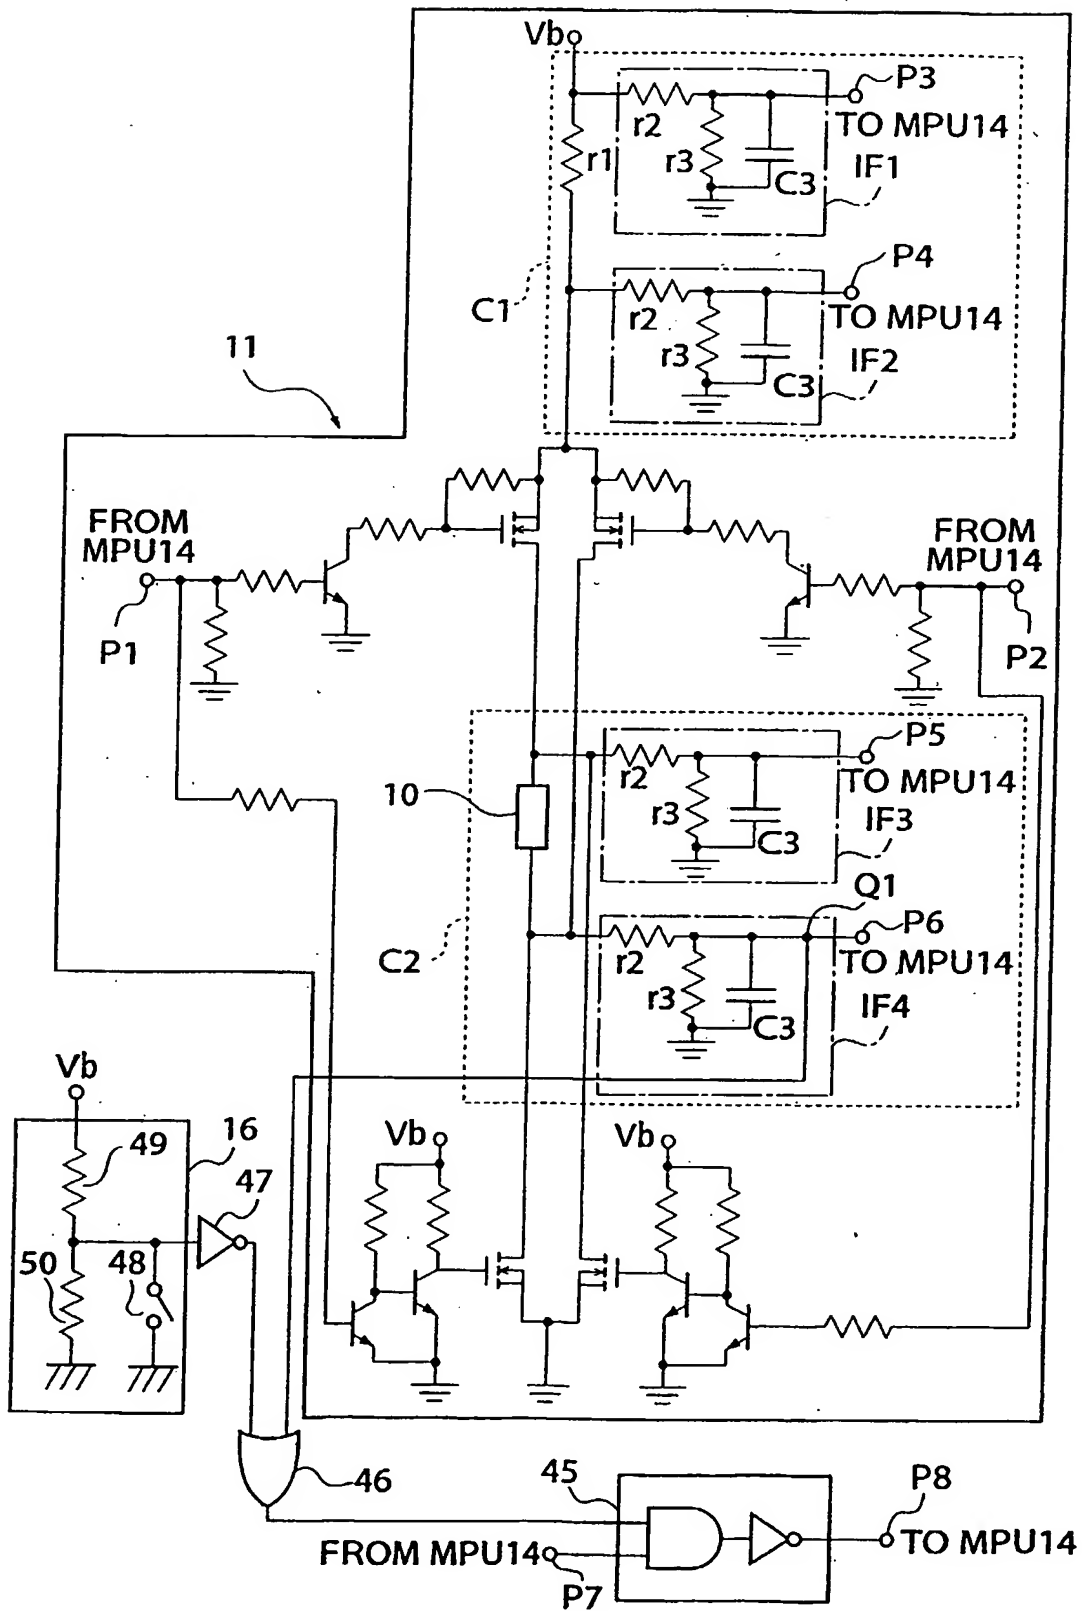 Vb
P3
TO MPU14
r2
r1
r3
C3
IF1
P4
C1
r2
TO MPU14
r3
C3
IF2
11
FROM
MPU14
P1
FROM
MPU14
P2
P5
r2
TO MPU14
10
r3
C3
IF3
Q1
P6
C2
r2
TO MPU14
r3
C3
IF4
Vb
49
16
47
50
48
Vb
Vb
46
45
P8
FROM MPU14
TO MPU14
P7